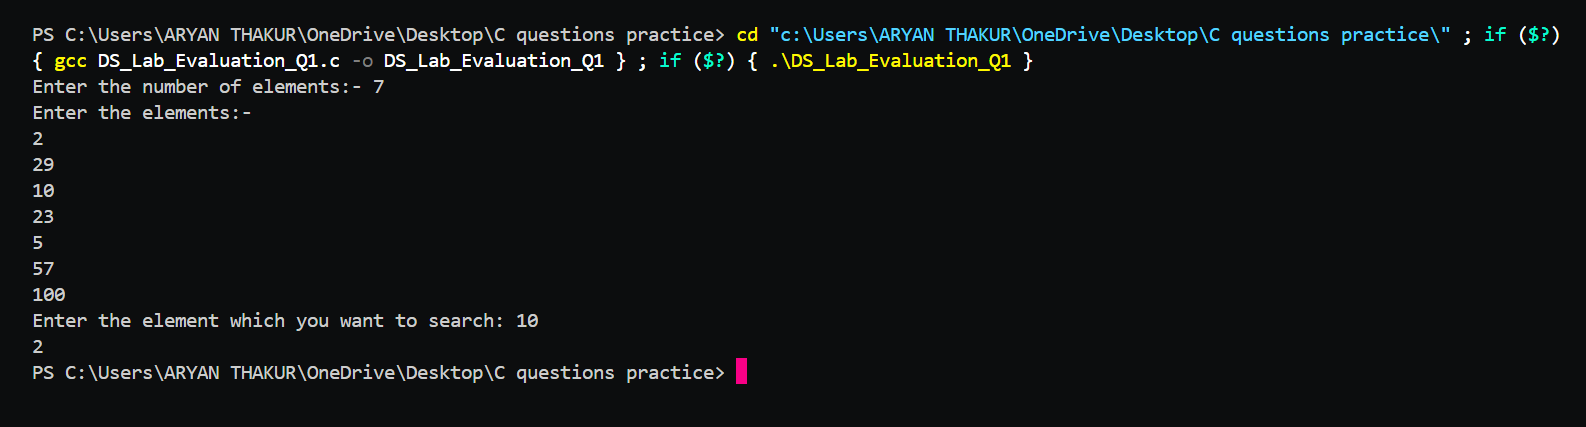 PS C:\Users\ARYAN THAKUR\OneDrive\Desktop\C questions practice> cd "c:\Users\ARYAN THAKUR\OneDrive\Desktop\C questions practice\" ; if ($?)
{ gcc DS_Lab_Evaluation_Q1.c -o DS_Lab_Evaluation_Q1 } ; if ($?) { .\DS_Lab_Evaluation_Q1 }
Enter the number of elements:- 7
Enter the elements:-
2
29
10
23
5
57
100
Enter the element which you want to search: 10
2
PS C:\Users\ARYAN THAKUR\OneDrive\Desktop\C questions practice>